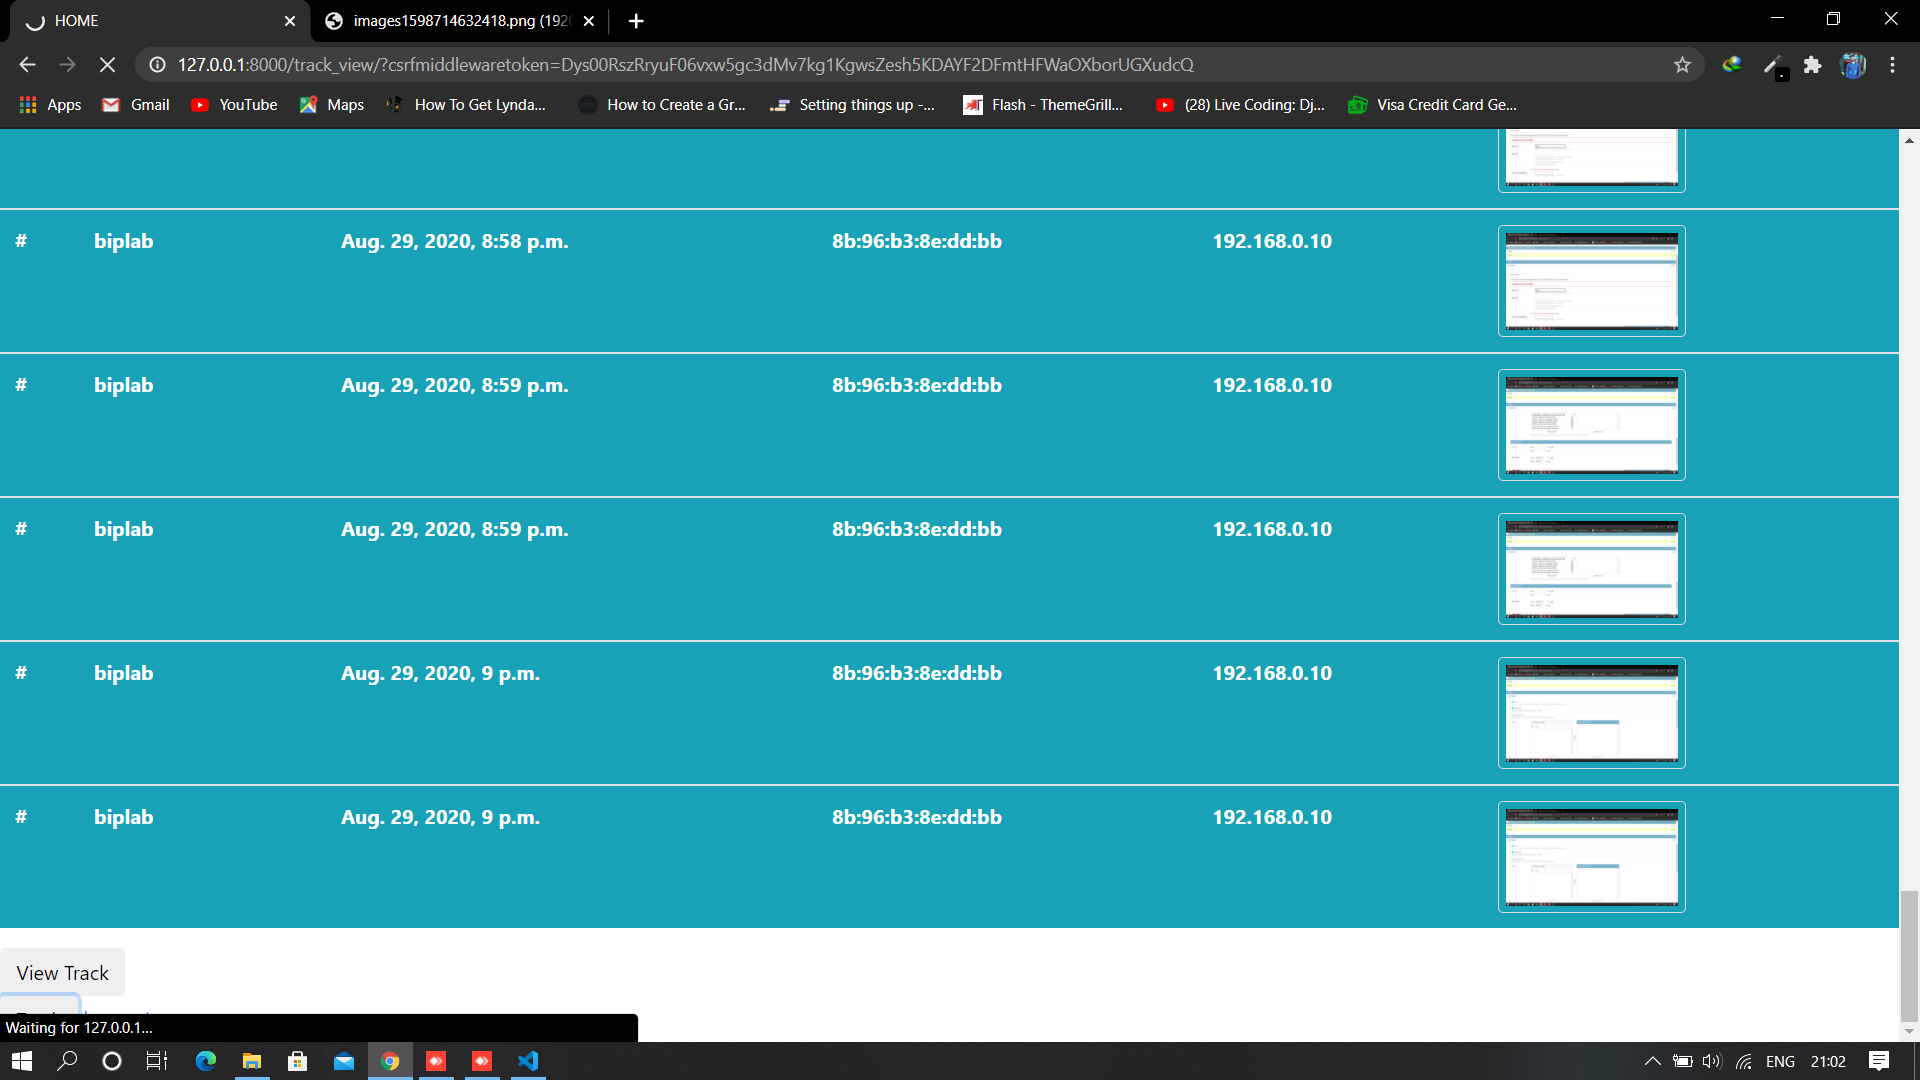 HOME
images1598714632418.png (192
127.0.0.1:8000/track_view/?csrfmiddlewaretoken=Dys00RszRryuF06vxw5gc3dMv7kg1KgwsZesh5KDAYF2DFmtHFWaOXborUGXudcQ
Apps Gmail YouTube Maps How To Get Lynda... How to Create a Gr... Setting things up -... Flash - ThemeGrill... (28) Live Coding: Dj... Visa Credit Card Ge...
# biplab Aug. 29, 2020, 8:58 p.m. 8b:96:b3:8e:dd:bb 192.168.0.10
# biplab Aug. 29, 2020, 8:59 p.m. 8b:96:b3:8e:dd:bb 192.168.0.10
# biplab Aug. 29, 2020, 8:59 p.m. 8b:96:b3:8e:dd:bb 192.168.0.10
# biplab Aug. 29, 2020, 9 p.m. 8b:96:b3:8e:dd:bb 192.168.0.10
# biplab Aug. 29, 2020, 9 p.m. 8b:96:b3:8e:dd:bb 192.168.0.10
View Track
Waiting for 127.0.0.1...
ENG 21:02